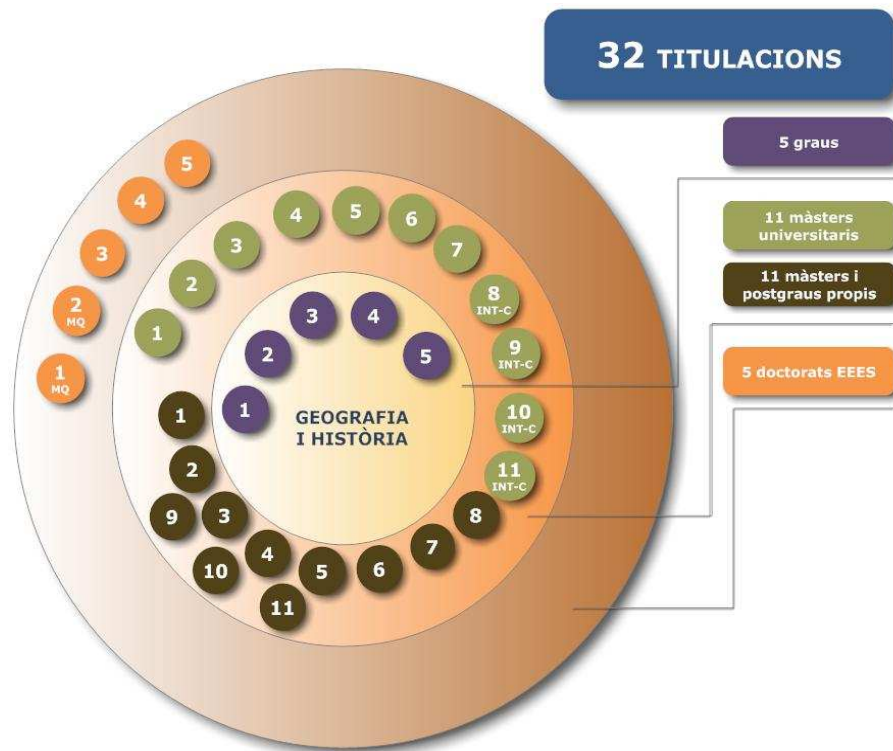 32 TITULACIONS
5 graus
11 màsters
universitaris
11 màsters i
postgraus propis
5 doctorats EEES
5
4
3
2
MQ
1
MQ
1
2
3
4
5
6
7
8
INT-C
9
INT-C
10
INT-C
11
INT-C
1
2
3
4
5
GEOGRAFIA
I HISTÒRIA
1
2
3
4
5
6
7
8
9
10
11